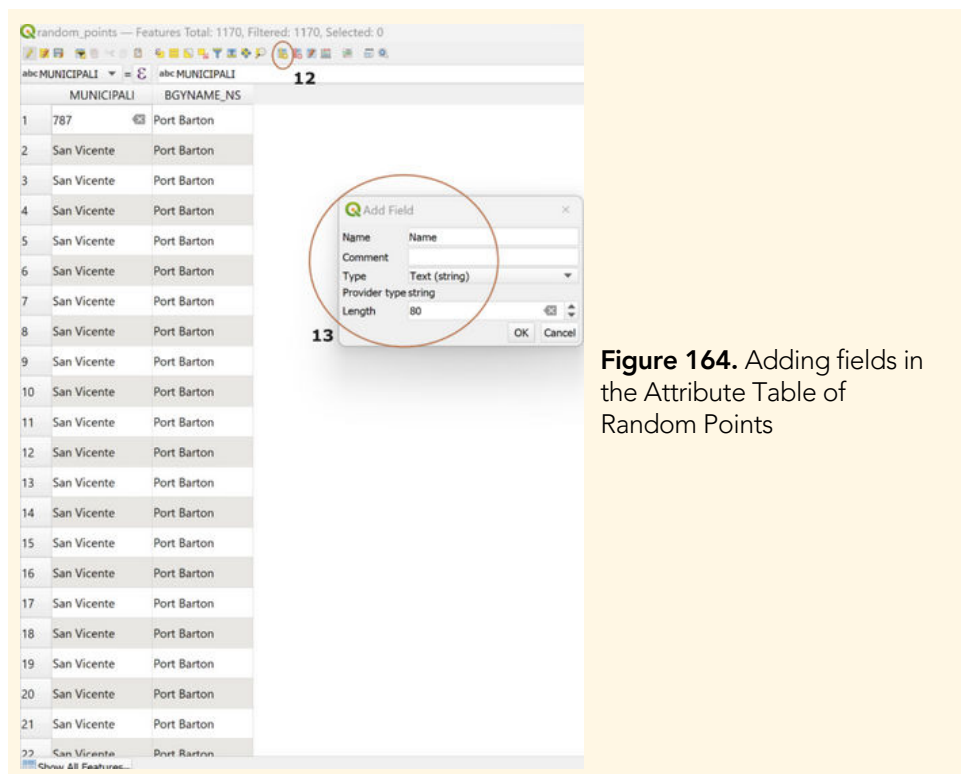 random_points — Features Total: 1170, Filtered: 1170, Selected: 0
12
abc MUNICIPALI = Ɛ abc MUNICIPALI
MUNICIPALI BGYNAME_NS
1 787 Port Barton
2 San Vicente Port Barton
3 San Vicente Port Barton
4 San Vicente Port Barton
5 San Vicente Port Barton
6 San Vicente Port Barton
7 San Vicente Port Barton
8 San Vicente Port Barton
9 San Vicente Port Barton
10 San Vicente Port Barton
11 San Vicente Port Barton
12 San Vicente Port Barton
13 San Vicente Port Barton
14 San Vicente Port Barton
15 San Vicente Port Barton
16 San Vicente Port Barton
17 San Vicente Port Barton
18 San Vicente Port Barton
19 San Vicente Port Barton
20 San Vicente Port Barton
21 San Vicente Port Barton
22 San Vicente Port Barton
Show All Features
Add Field
Name Name
Comment
Type Text (string)
Provider type string
Length 80
OK Cancel
13
Figure 164. Adding fields in
the Attribute Table of
Random Points